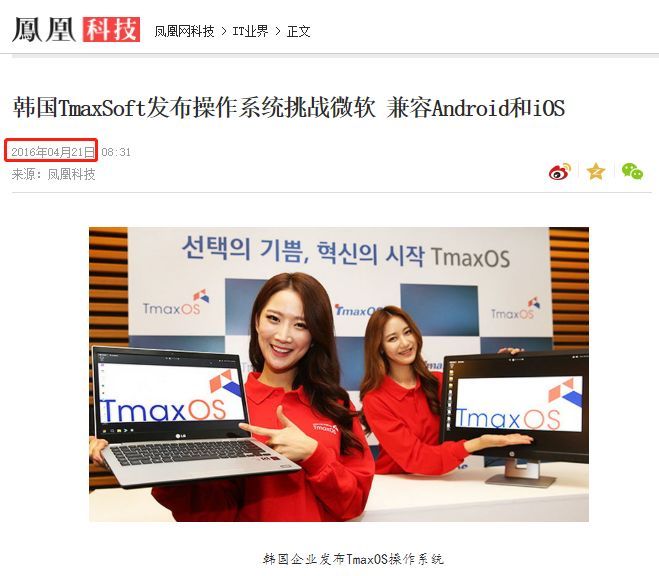 鳳凰科技 凤凰网科技 > IT业界 > 正文
韩国TmaxSoft发布操作系统挑战微软 兼容Android和iOS
2016年04月21日 08:31
来源：凤凰科技
선택의 기쁨, 혁신의 시작 TmaxOS
TmaxOS
TmaxOS
TmaxOS
TmaxOS
TmaxOS
TmaxOS
LG
韩国企业发布TmaxOS操作系统